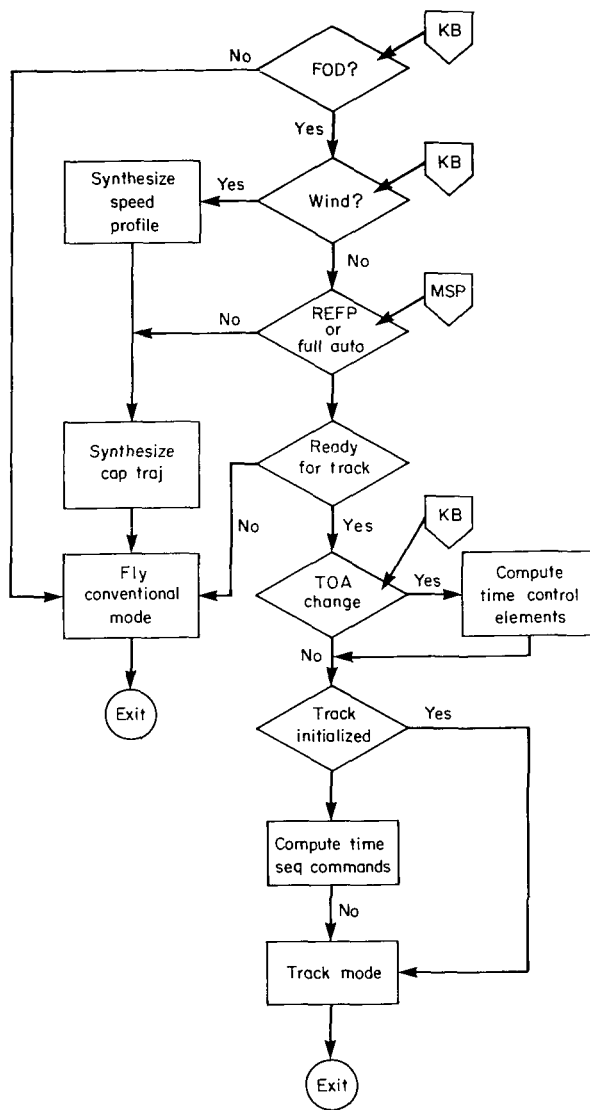 KB
No
FOD?
Yes
KB
Synthesize
speed
profile
Yes
Wind?
No
MSP
No
REFP
or
full auto
Synthesize
cap traj
Ready
for track
No
Yes
KB
Fly
conventional
mode
TOA
change
Yes
Compute
time control
elements
No
Exit
Track
initialized
Yes
Compute time
seq commands
No
Track mode
Exit